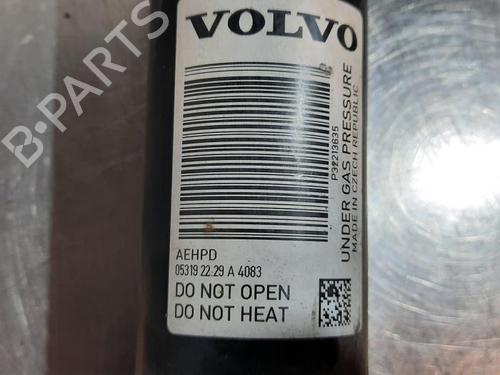 VOLVO
P32213635
UNDER GAS PRESSURE
MADE IN CZECH REPUBLIC
AEHPD
05319 22:29 A 4083
DO NOT OPEN
DO NOT HEAT
B-PARTS